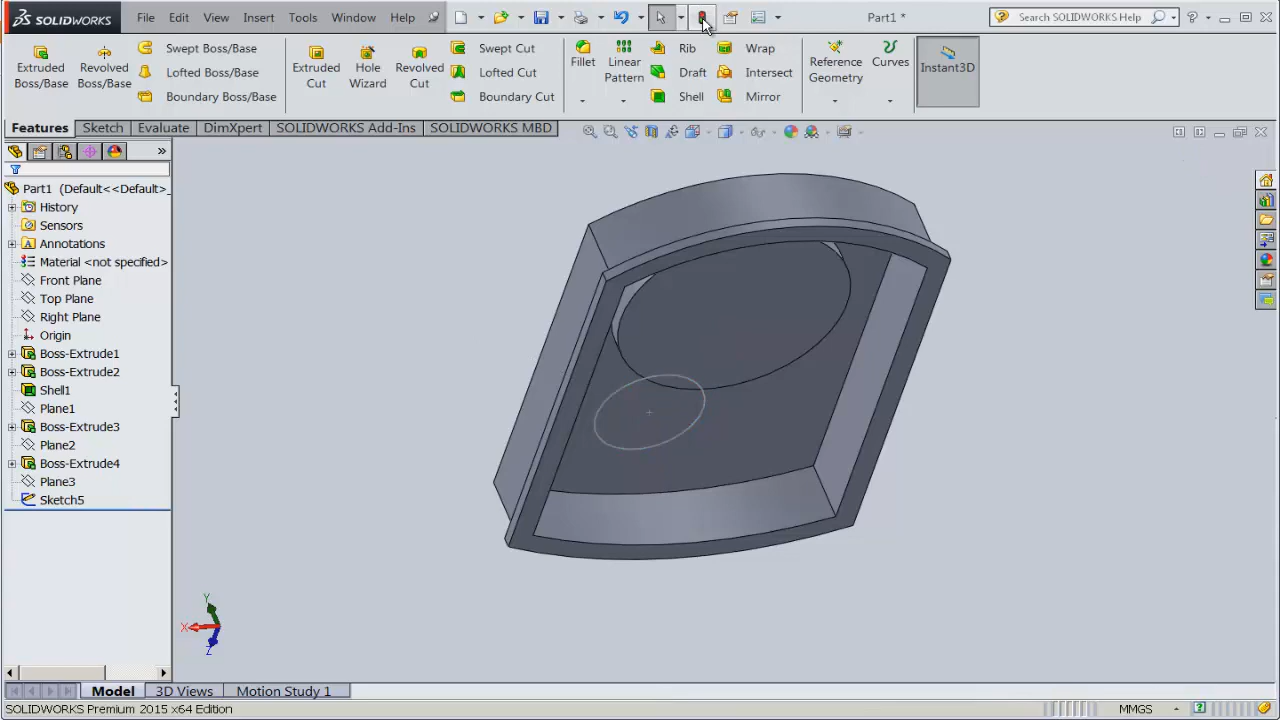 SOLIDWORKS File Edit View Insert Tools Window Help Part1 * Search SOLIDWORKS Help
Extruded Boss/Base
Revolved Boss/Base
Swept Boss/Base
Lofted Boss/Base
Boundary Boss/Base
Extruded Cut
Hole Wizard
Revolved Cut
Swept Cut
Lofted Cut
Boundary Cut
Fillet
Linear Pattern
Rib
Draft
Shell
Wrap
Intersect
Mirror
Reference Geometry
Curves
Instant3D
Features Sketch Evaluate DimXpert SOLIDWORKS Add-Ins SOLIDWORKS MBD
Part1 (Default<<Default>_
History
Sensors
Annotations
Material <not specified>
Front Plane
Top Plane
Right Plane
Origin
Boss-Extrude1
Boss-Extrude2
Shell1
Plane1
Boss-Extrude3
Plane2
Boss-Extrude4
Plane3
Sketch5
Y
X
Z
Model 3D Views Motion Study 1
SOLIDWORKS Premium 2015 x64 Edition MMGS